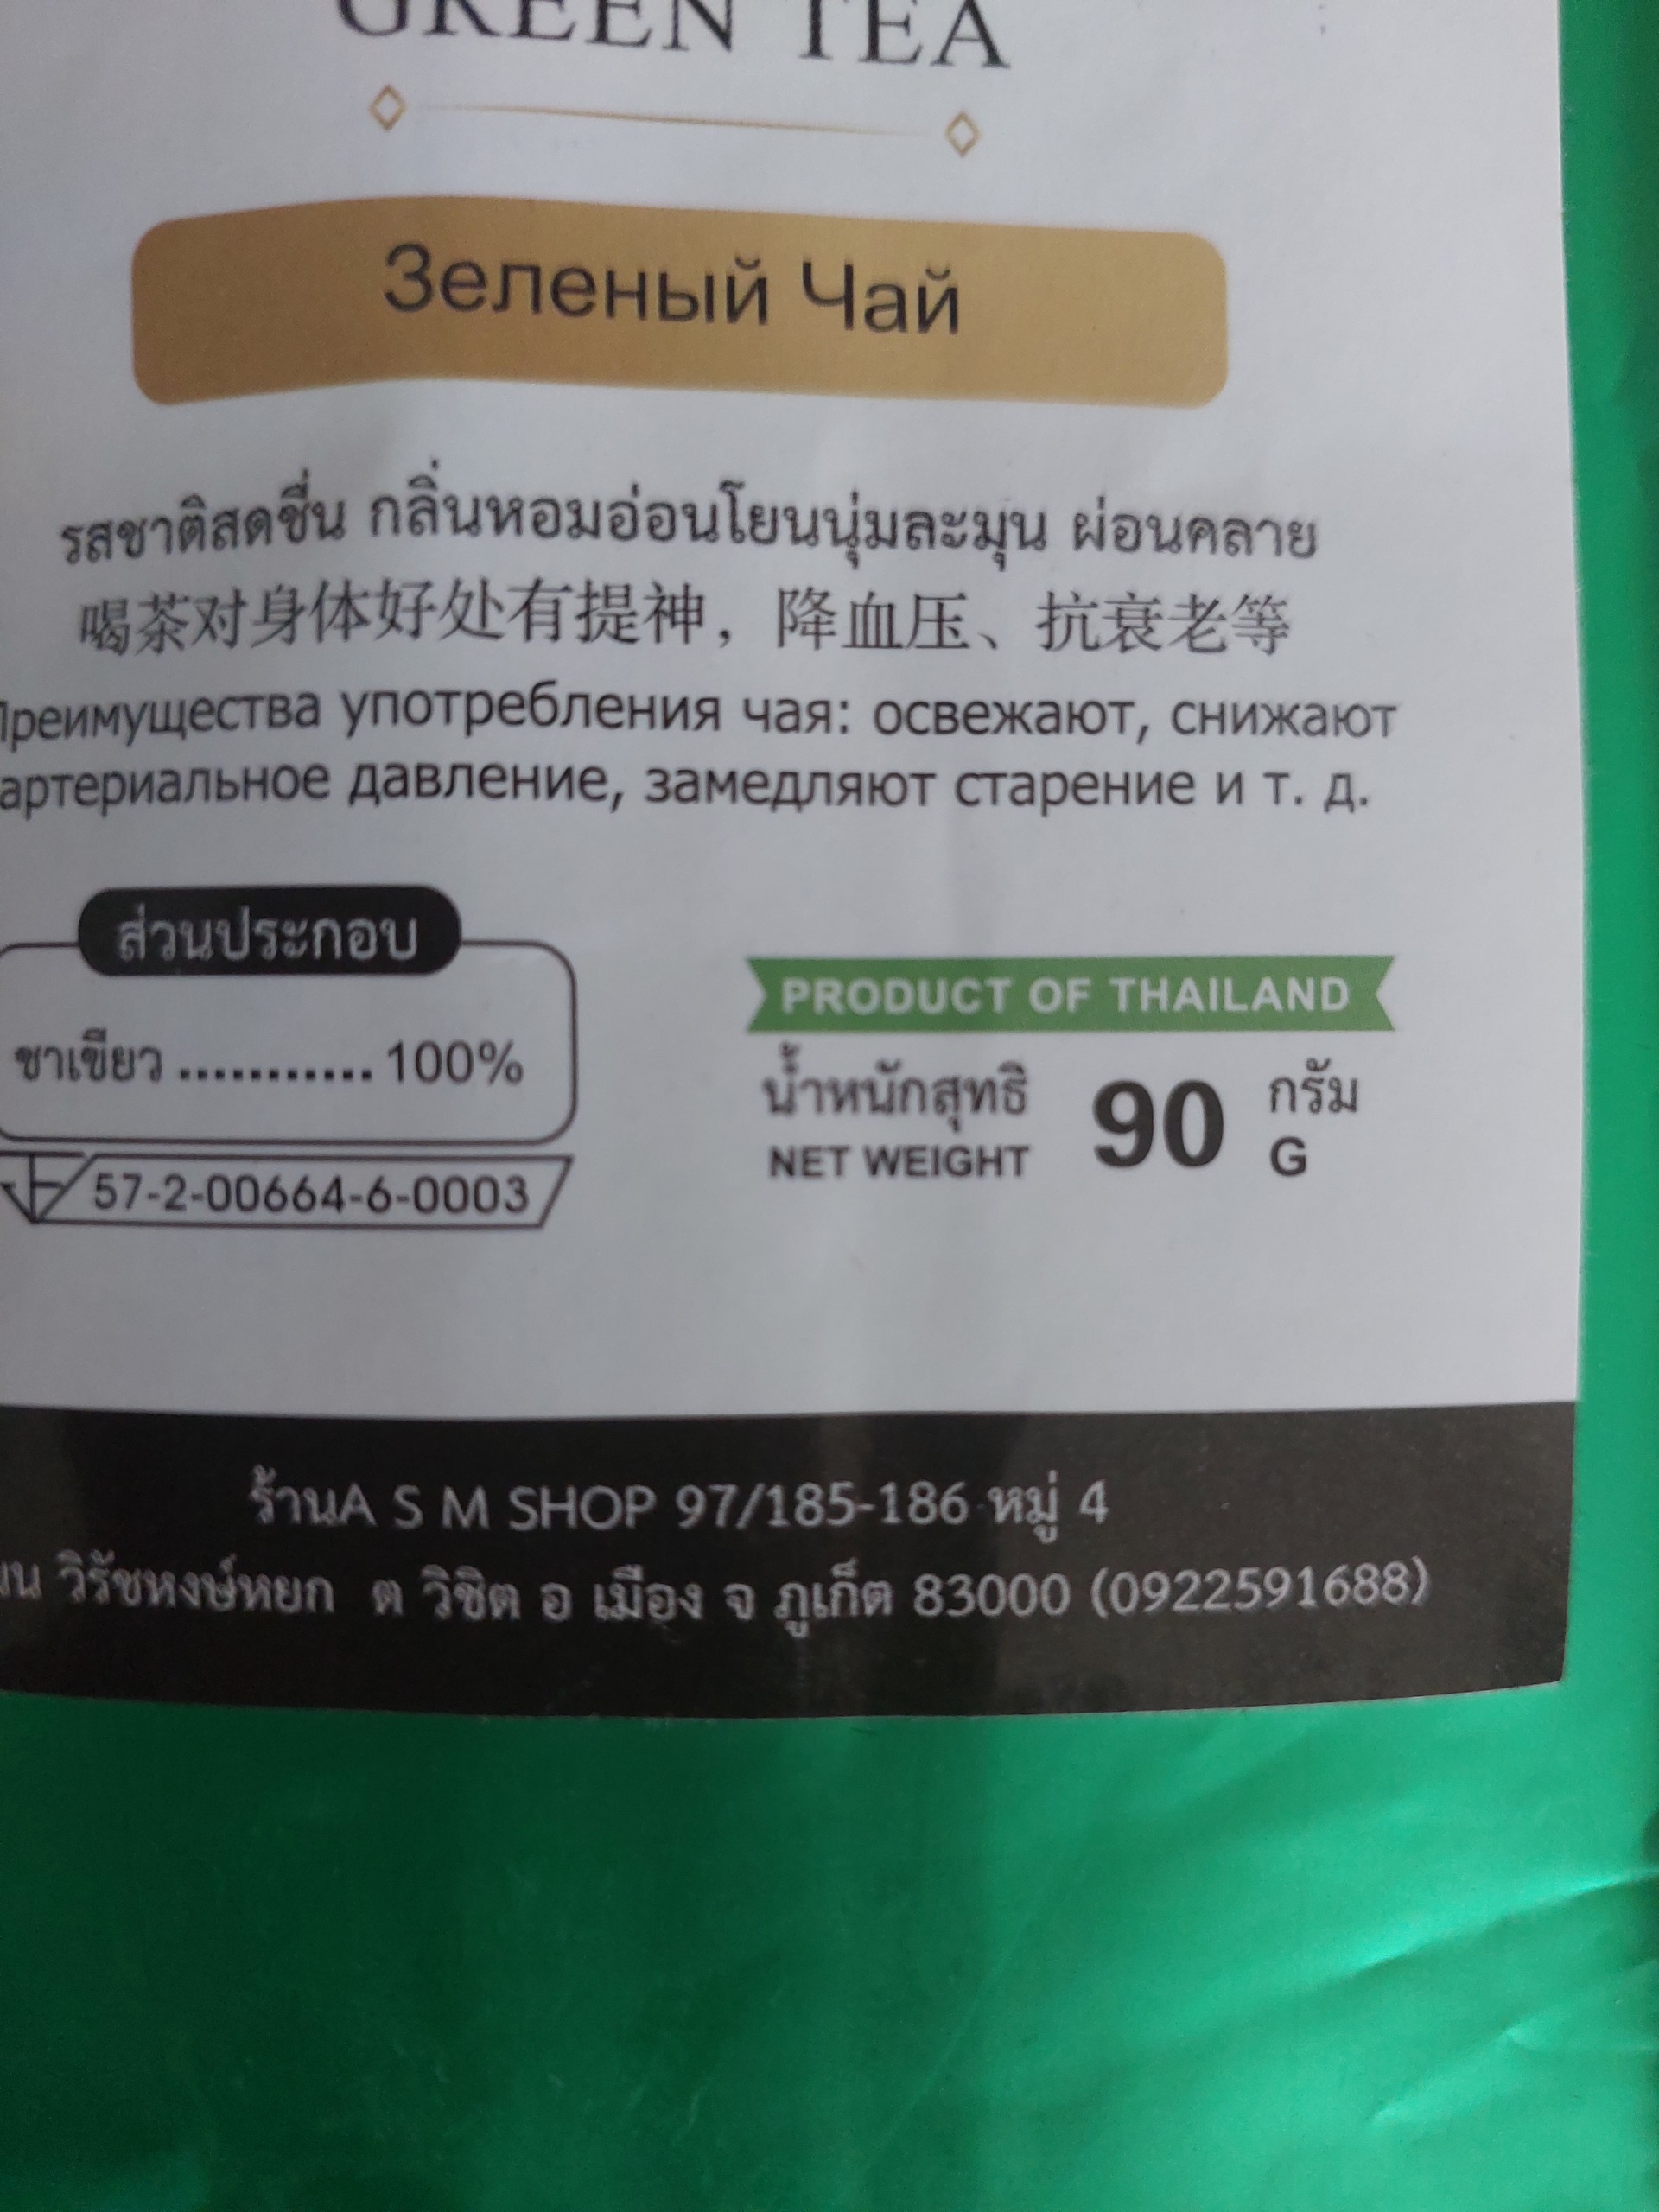 GREEN TEA
Зеленый Чай
รสชาติสดชื่น กลิ่นหอมอ่อนโยนนุ่มละมุน ผ่อนคลาย
喝茶对身体好处有提神，降血压、抗衰老等
Преимущества употребления чая: освежают, снижают
артериальное давление, замедляют старение и т. д.
ส่วนประกอบ
ชาเขียว ............ 100%
57-2-00664-6-0003
PRODUCT OF THAILAND
น้ำหนักสุทธิ 90 กรัม
NET WEIGHT G
ร้านA S M SHOP 97/185-186 หมู่ 4
วิรัชหงษ์หยก ต วิชิต อ เมือง จ ภูเก็ต 83000 (0922591688)